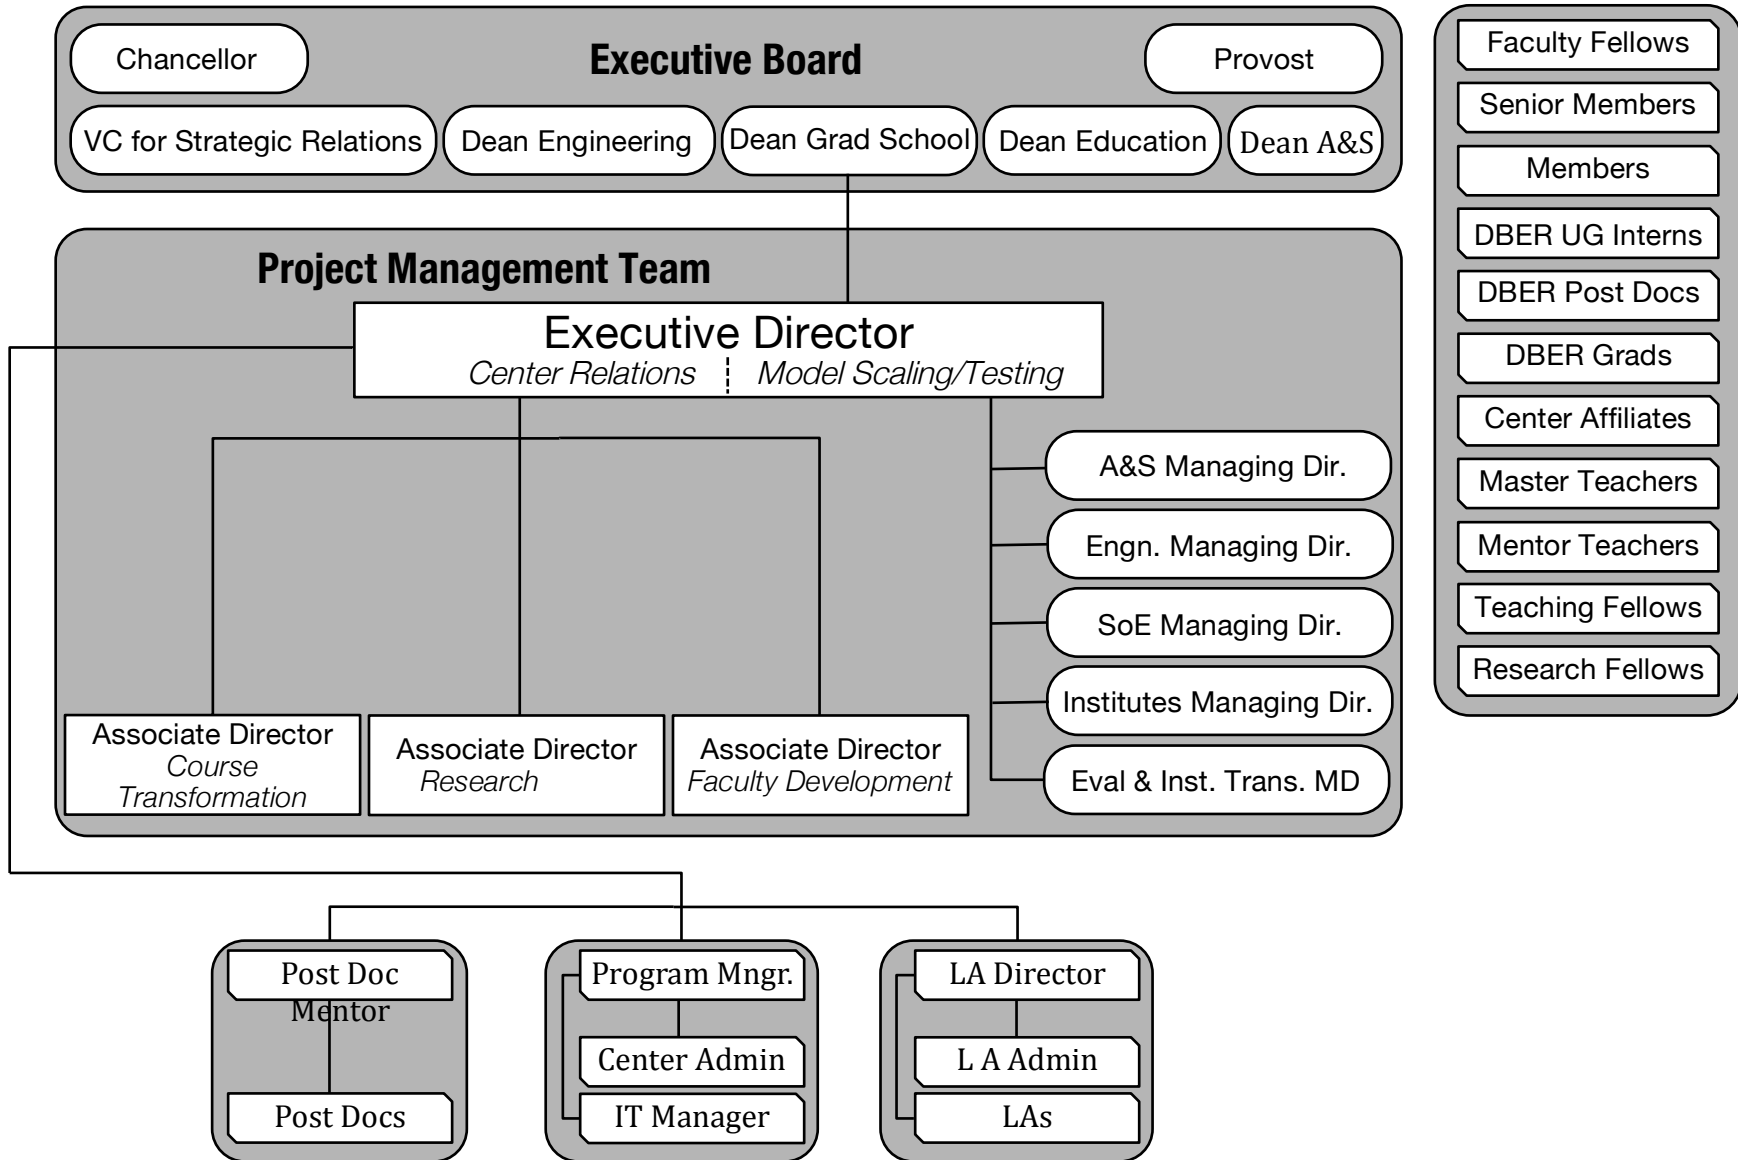 Executive Board
Chancellor
Provost
VC for Strategic Relations
Dean Engineering
Dean Grad School
Dean Education
Dean A&S
Project Management Team
Executive Director
Center Relations
Model Scaling/Testing
A&S Managing Dir.
Engn. Managing Dir.
SoE Managing Dir.
Institutes Managing Dir.
Eval & Inst. Trans. MD
Associate Director
Course
Transformation
Associate Director
Research
Associate Director
Faculty Development
Post Doc
Mentor
Post Docs
Program Mngr.
Center Admin
IT Manager
LA Director
L A Admin
LAs
Faculty Fellows
Senior Members
Members
DBER UG Interns
DBER Post Docs
DBER Grads
Center Affiliates
Master Teachers
Mentor Teachers
Teaching Fellows
Research Fellows